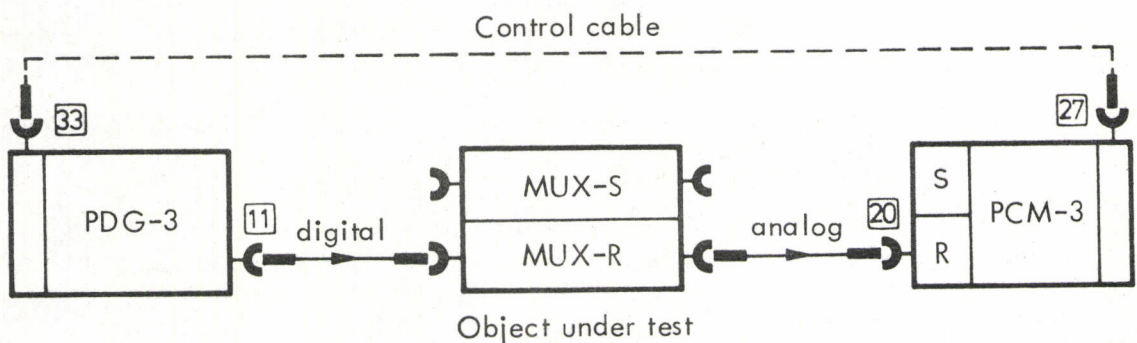 Control cable
33
27
PDG-3
11
digital
MUX-S
MUX-R
analog
20
S
R
PCM-3
Object under test